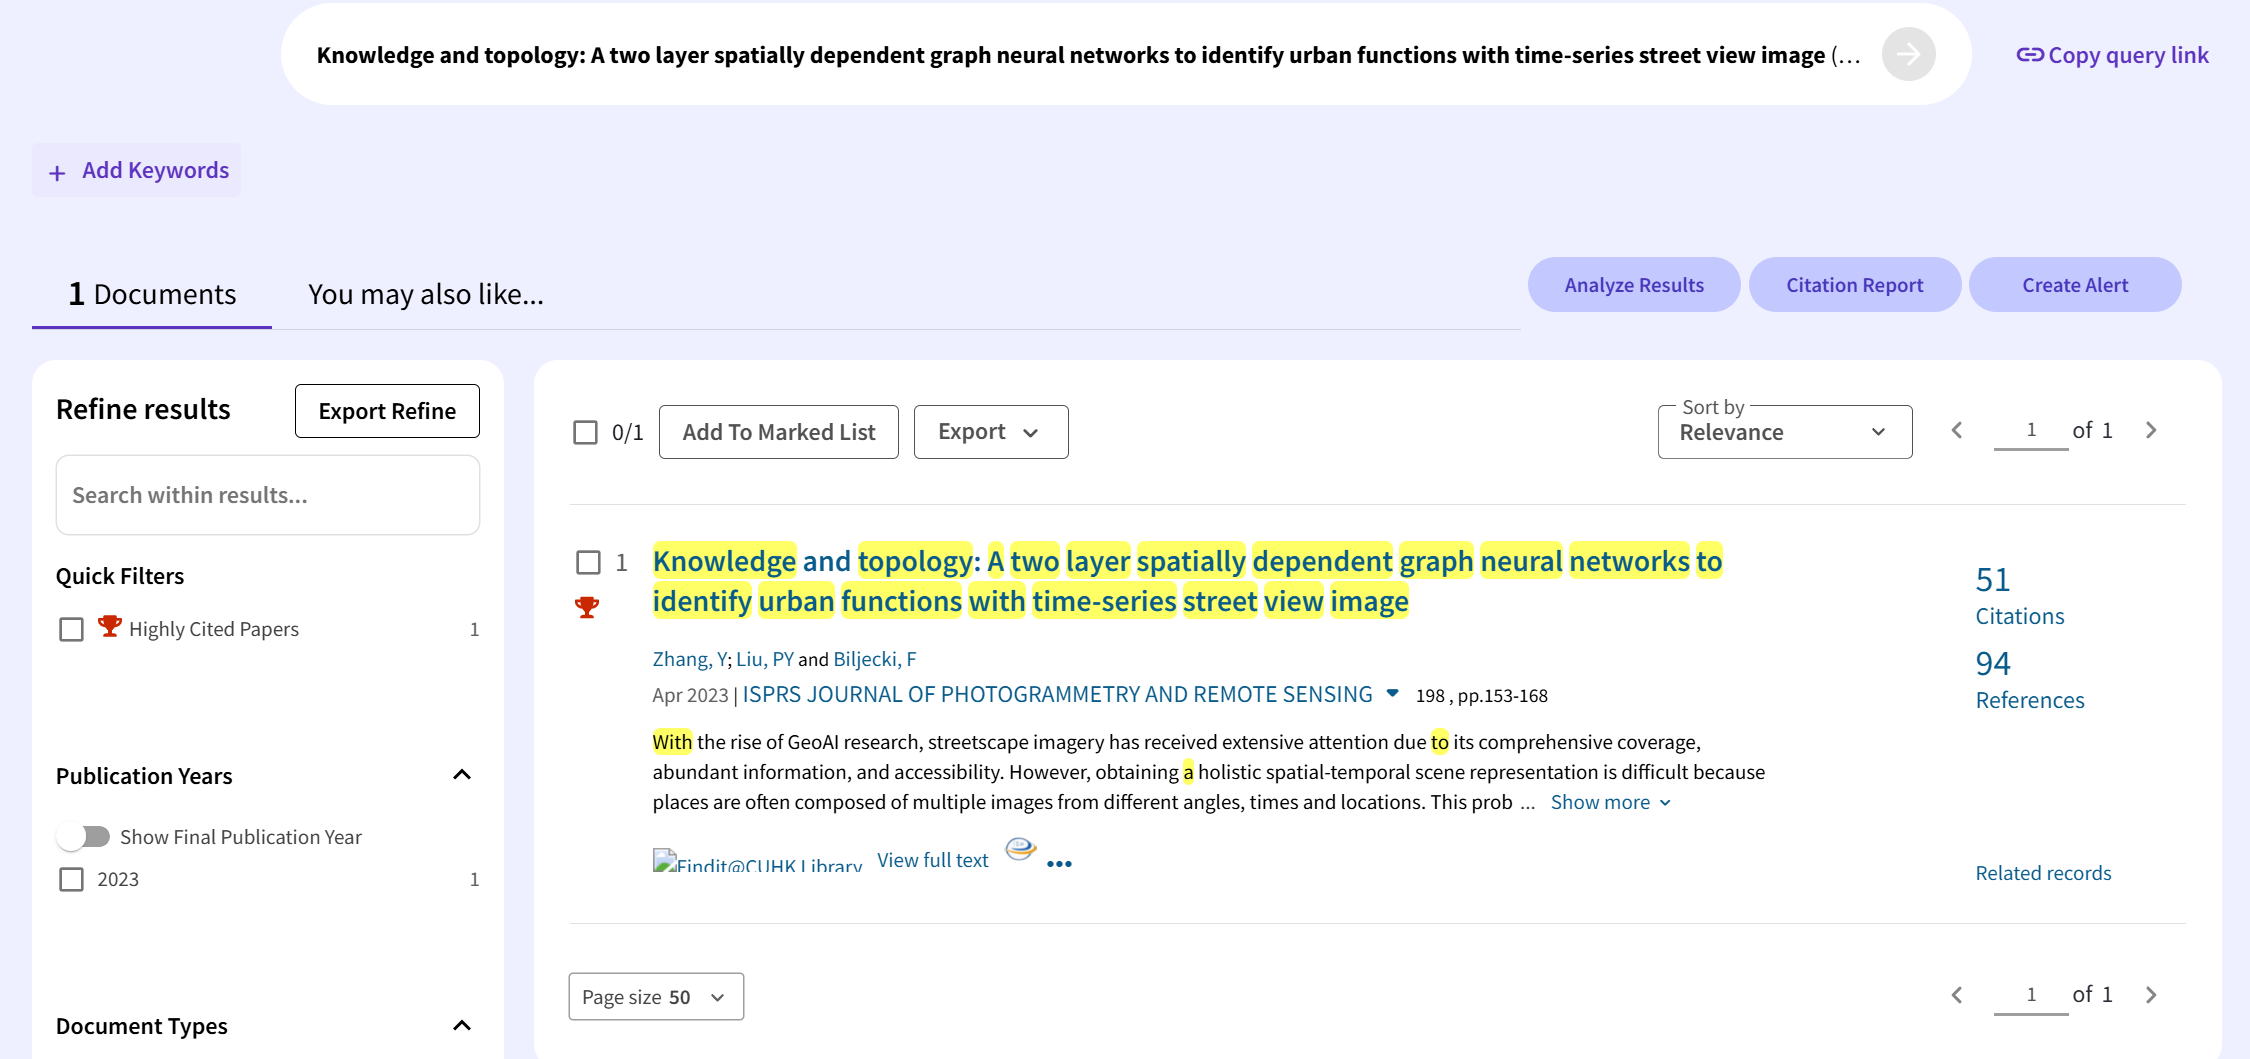 Knowledge and topology: A two layer spatially dependent graph neural networks to identify urban functions with time-series street view image (...
Copy query link
+ Add Keywords
1 Documents
You may also like...
Analyze Results
Citation Report
Create Alert
Refine results
Export Refine
Search within results...
Quick Filters
Highly Cited Papers 1
Publication Years
Show Final Publication Year
2023 1
Document Types
0/1
Add To Marked List
Export
Sort by
Relevance
1 of 1
1
Knowledge and topology: A two layer spatially dependent graph neural networks to
identify urban functions with time-series street view image
Zhang, Y; Liu, PY and Biljecki, F
Apr 2023 | ISPRS JOURNAL OF PHOTOGRAMMETRY AND REMOTE SENSING 198 , pp.153-168
With the rise of GeoAI research, streetscape imagery has received extensive attention due to its comprehensive coverage,
abundant information, and accessibility. However, obtaining a holistic spatial-temporal scene representation is difficult because
places are often composed of multiple images from different angles, times and locations. This prob ... Show more
Findit@CUHK Library View full text
51
Citations
94
References
Related records
Page size 50
1 of 1